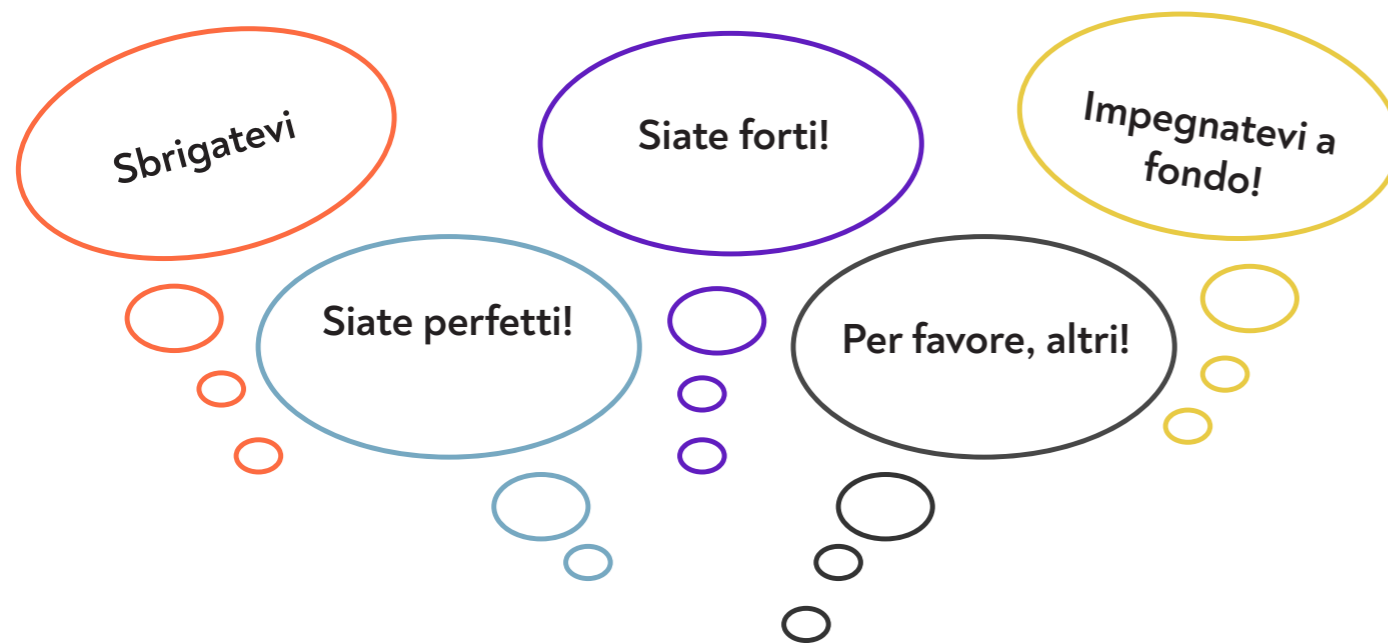 Sbrigatevi
Siate forti!
Impegnatevi a
fondo!
Siate perfetti!
Per favore, altri!